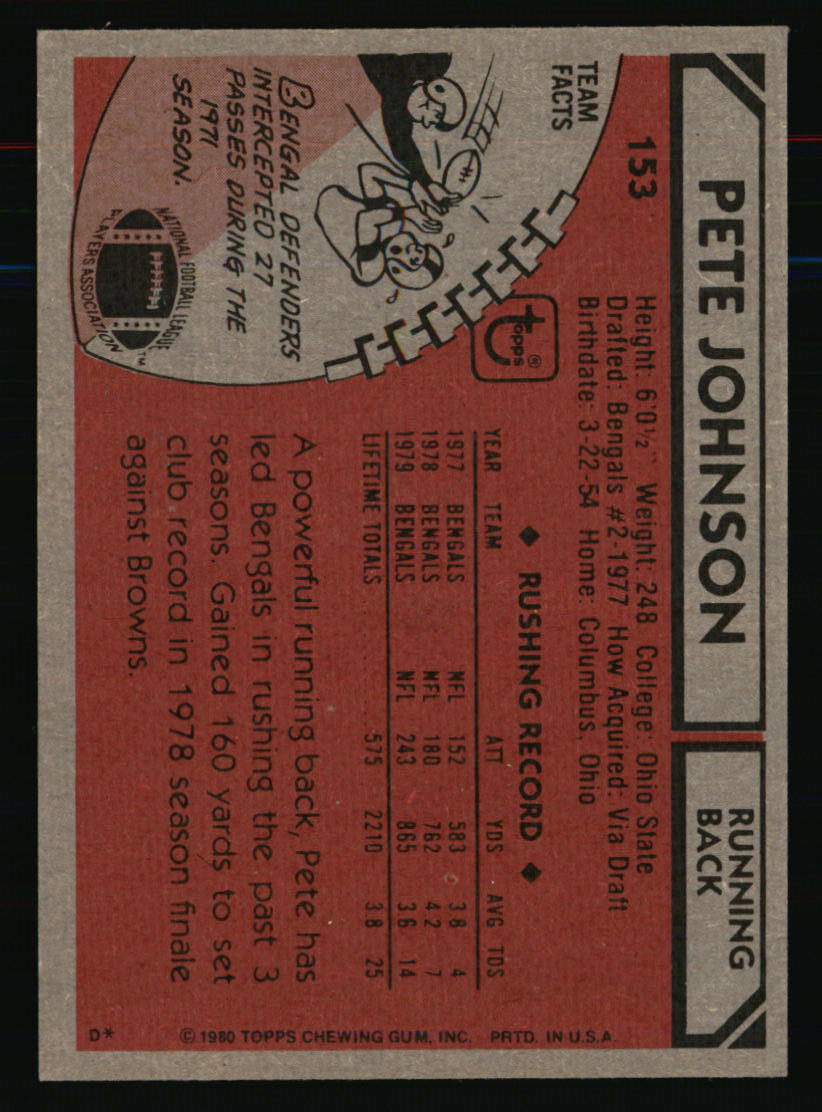 PETE JOHNSON
RUNNING
BACK
153
Height: 6'0½" Weight: 248 College: Ohio State
Drafted: Bengals #2-1977 How Acquired: Via Draft
Birthdate: 3-22-54 Home: Columbus, Ohio
TEAM
FACTS
topps®
◆ RUSHING RECORD ◆
YEAR TEAM ATT YDS AVG TDS
1977 BENGALS NFL 152 583 3.8 4
1978 BENGALS NFL 180 762 4.2 7
1979 BENGALS NFL 243 865 3.6 14
LIFETIME TOTALS 575 2210 3.8 25
BENGAL DEFENDERS
INTERCEPTED 27
PASSES DURING THE
1971
SEASON.
NATIONAL FOOTBALL LEAGUE
PLAYERS ASSOCIATION
™
A powerful running back, Pete has
led Bengals in rushing the past 3
seasons. Gained 160 yards to set
club record in 1978 season finale
against Browns.
D* © 1980 TOPPS CHEWING GUM, INC. PRTD. IN U.S.A.